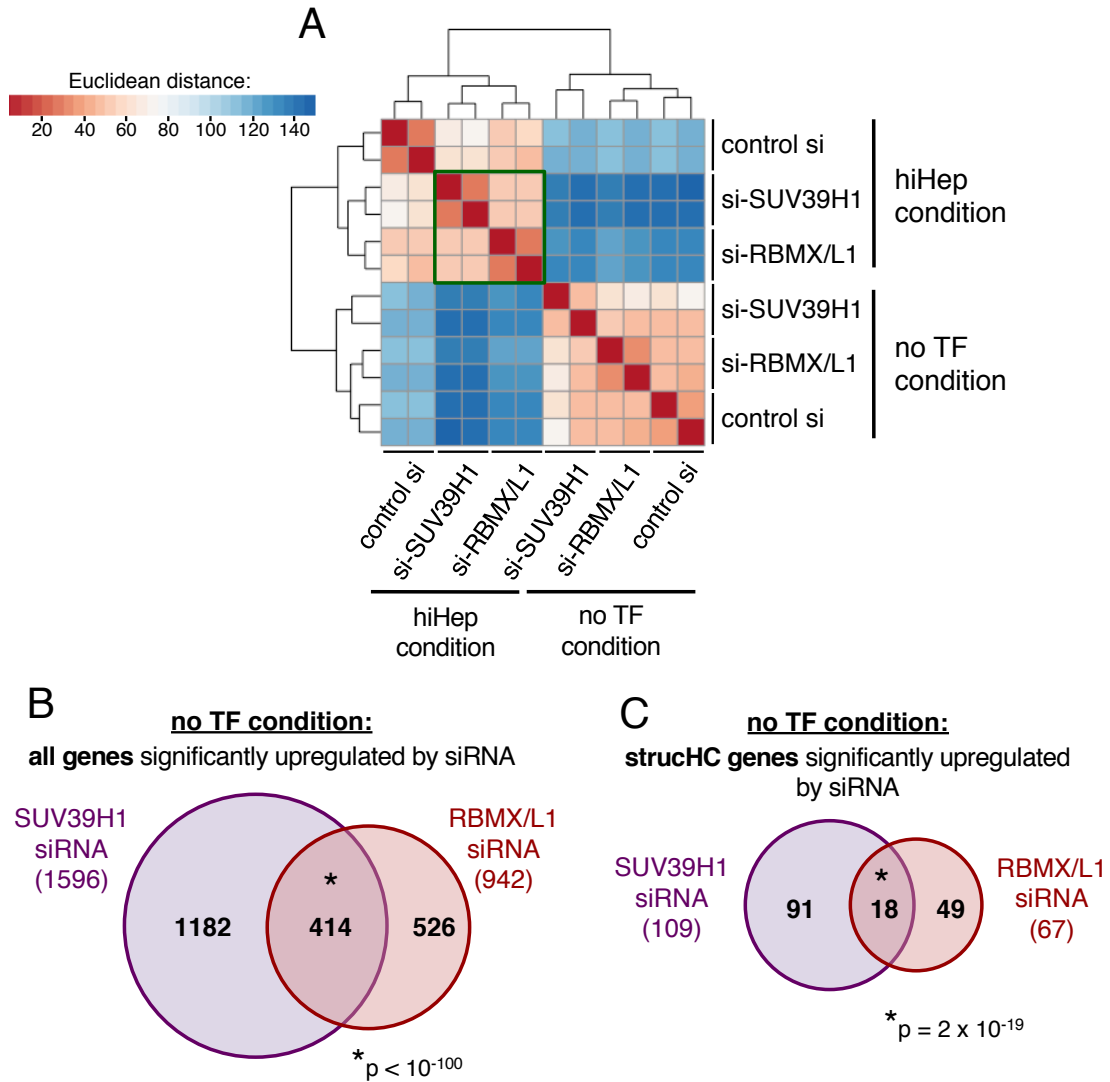 A
Euclidean distance:
20 40 60 80 100 120 140
control si
si-SUV39H1
si-RBMX/L1
hiHep
condition
si-SUV39H1
si-RBMX/L1
control si
no TF
condition
control si
si-SUV39H1
si-RBMX/L1
si-SUV39H1
si-RBMX/L1
control si
hiHep
condition
no TF
condition
B
no TF condition:
all genes significantly upregulated by siRNA
SUV39H1
siRNA
(1596)
RBMX/L1
siRNA
(942)
*
1182 414 526
*p < 10-100
C
no TF condition:
strucHC genes significantly upregulated
by siRNA
SUV39H1
siRNA
(109)
RBMX/L1
siRNA
(67)
*
91 18 49
*p = 2 x 10-19